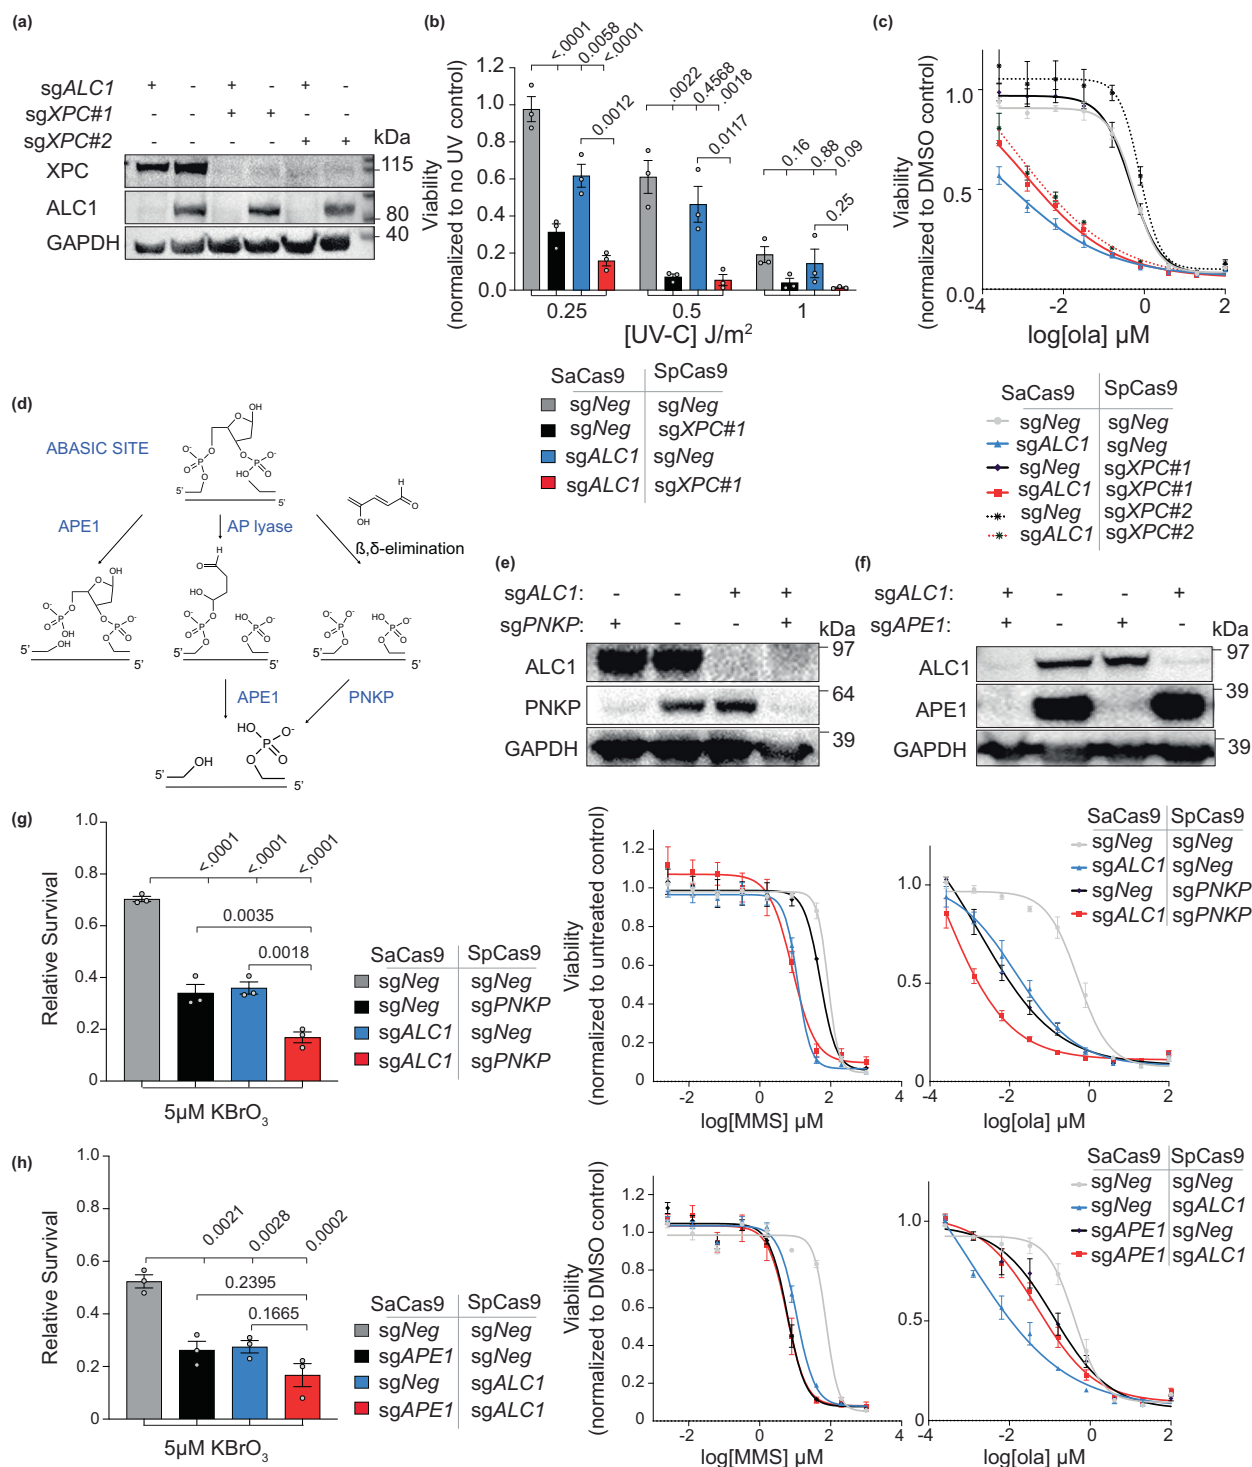 (a)
sgALC1 + - + - + -
sgXPC#1 - - + + - -
sgXPC#2 - - - - + +
kDa
XPC
115
ALC1
80
GAPDH
40
(b)
<.0001
0.0058
<.0001
0.0012
.0022
0.4568
.0018
0.0117
0.16
0.88
0.09
0.25
Viability
(normalized to no UV control)
1.2
1.0
0.8
0.6
0.4
0.2
0.0
0.25 0.5 1
[UV-C] J/m²
SaCas9 SpCas9
sgNeg sgNeg
sgNeg sgXPC#1
sgALC1 sgNeg
sgALC1 sgXPC#1
(c)
Viability
(normalized to DMSO control)
1.0
0.5
0.0
-4 -2 0 2
log[ola] µM
SaCas9 SpCas9
sgNeg sgNeg
sgALC1 sgNeg
sgNeg sgXPC#1
sgALC1 sgXPC#1
sgNeg sgXPC#2
sgALC1 sgXPC#2
(d)
ABASIC SITE
5' 5'
APE1
AP lyase
ß,δ-elimination
5' 5' 5' 5' 5' 5'
APE1
PNKP
5' 5'
(e)
sgALC1: - - + +
sgPNKP: + - - +
kDa
ALC1
97
PNKP
64
GAPDH
39
(f)
sgALC1: + - - +
sgAPE1: + - + -
kDa
ALC1
97
APE1
39
GAPDH
39
(g)
Relative Survival
1.0
0.8
0.6
0.4
0.2
0
<.0001
<.0001
<.0001
0.0035
0.0018
5µM KBrO₃
SaCas9 SpCas9
sgNeg sgNeg
sgNeg sgPNKP
sgALC1 sgNeg
sgALC1 sgPNKP
Viability
(normalized to untreated control)
1.2
1.0
0.8
0.6
0.4
0.2
0.0
-2 0 2 4
log[MMS] µM
1.0
0.5
0.0
-4 -2 0 2
log[ola] µM
SaCas9 SpCas9
sgNeg sgNeg
sgALC1 sgNeg
sgNeg sgPNKP
sgALC1 sgPNKP
(h)
Relative Survival
1.0
0.8
0.6
0.4
0.2
0
0.0021
0.0028
0.0002
0.2395
0.1665
5µM KBrO₃
SaCas9 SpCas9
sgNeg sgNeg
sgAPE1 sgNeg
sgNeg sgALC1
sgAPE1 sgALC1
Viability
(normalized to DMSO control)
1.2
1.0
0.8
0.6
0.4
0.2
0.0
-2 0 2 4
log[MMS] µM
1.0
0.5
0.0
-4 -2 0 2
log[ola] µM
SaCas9 SpCas9
sgNeg sgNeg
sgNeg sgALC1
sgAPE1 sgNeg
sgAPE1 sgALC1